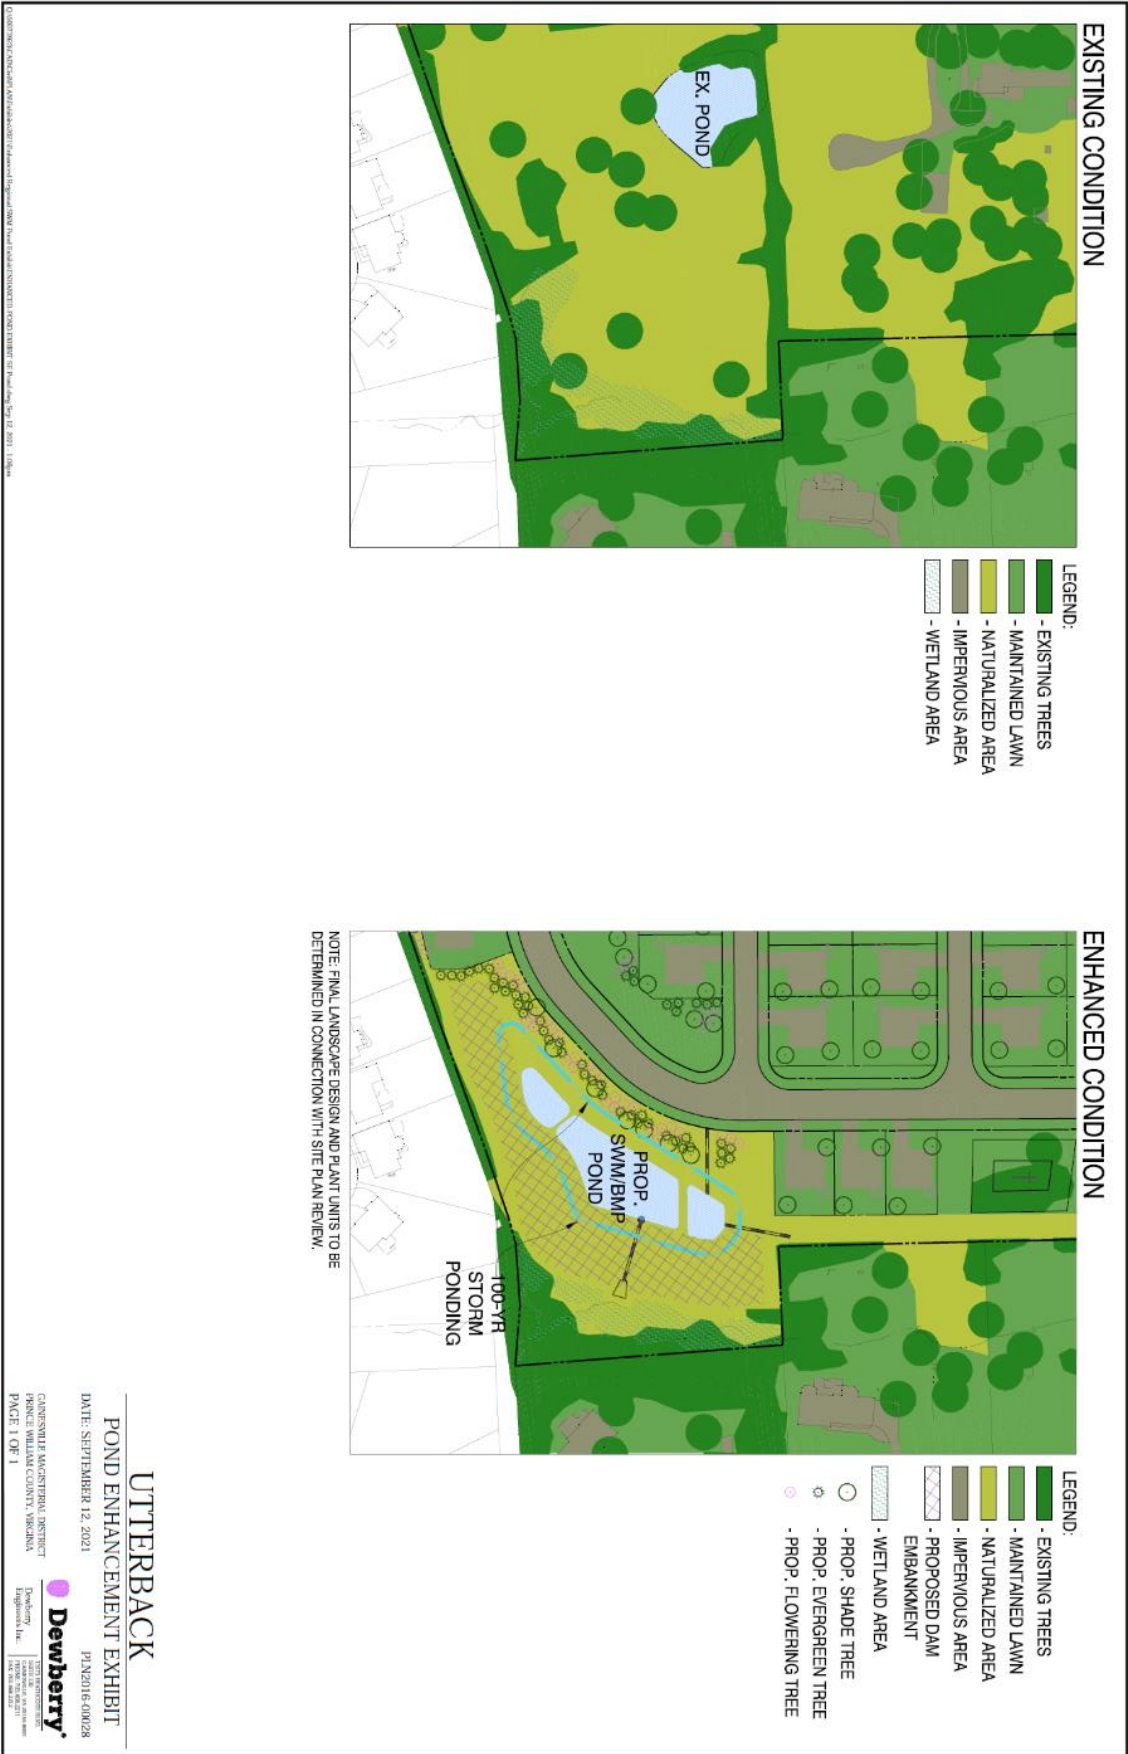 EXISTING CONDITION
EX. POND
LEGEND:
- EXISTING TREES
- MAINTAINED LAWN
- NATURALIZED AREA
- IMPERVIOUS AREA
- WETLAND AREA
ENHANCED CONDITION
PROP.
SWM/BMP
POND
100-YR
STORM
PONDING
NOTE: FINAL LANDSCAPE DESIGN AND PLANT UNITS TO BE
DETERMINED IN CONNECTION WITH SITE PLAN REVIEW.
LEGEND:
- EXISTING TREES
- MAINTAINED LAWN
- NATURALIZED AREA
- IMPERVIOUS AREA
- PROPOSED DAM
EMBANKMENT
- WETLAND AREA
- PROP. SHADE TREE
- PROP. EVERGREEN TREE
- PROP. FLOWERING TREE
UTTERBACK
POND ENHANCEMENT EXHIBIT
DATE: SEPTEMBER 12, 2021 PLN2016-00028
GAINESVILLE MAGISTERIAL DISTRICT
PRINCE WILLIAM COUNTY, VIRGINIA
PAGE 1 OF 1
Dewberry
Dewberry
Engineers Inc.